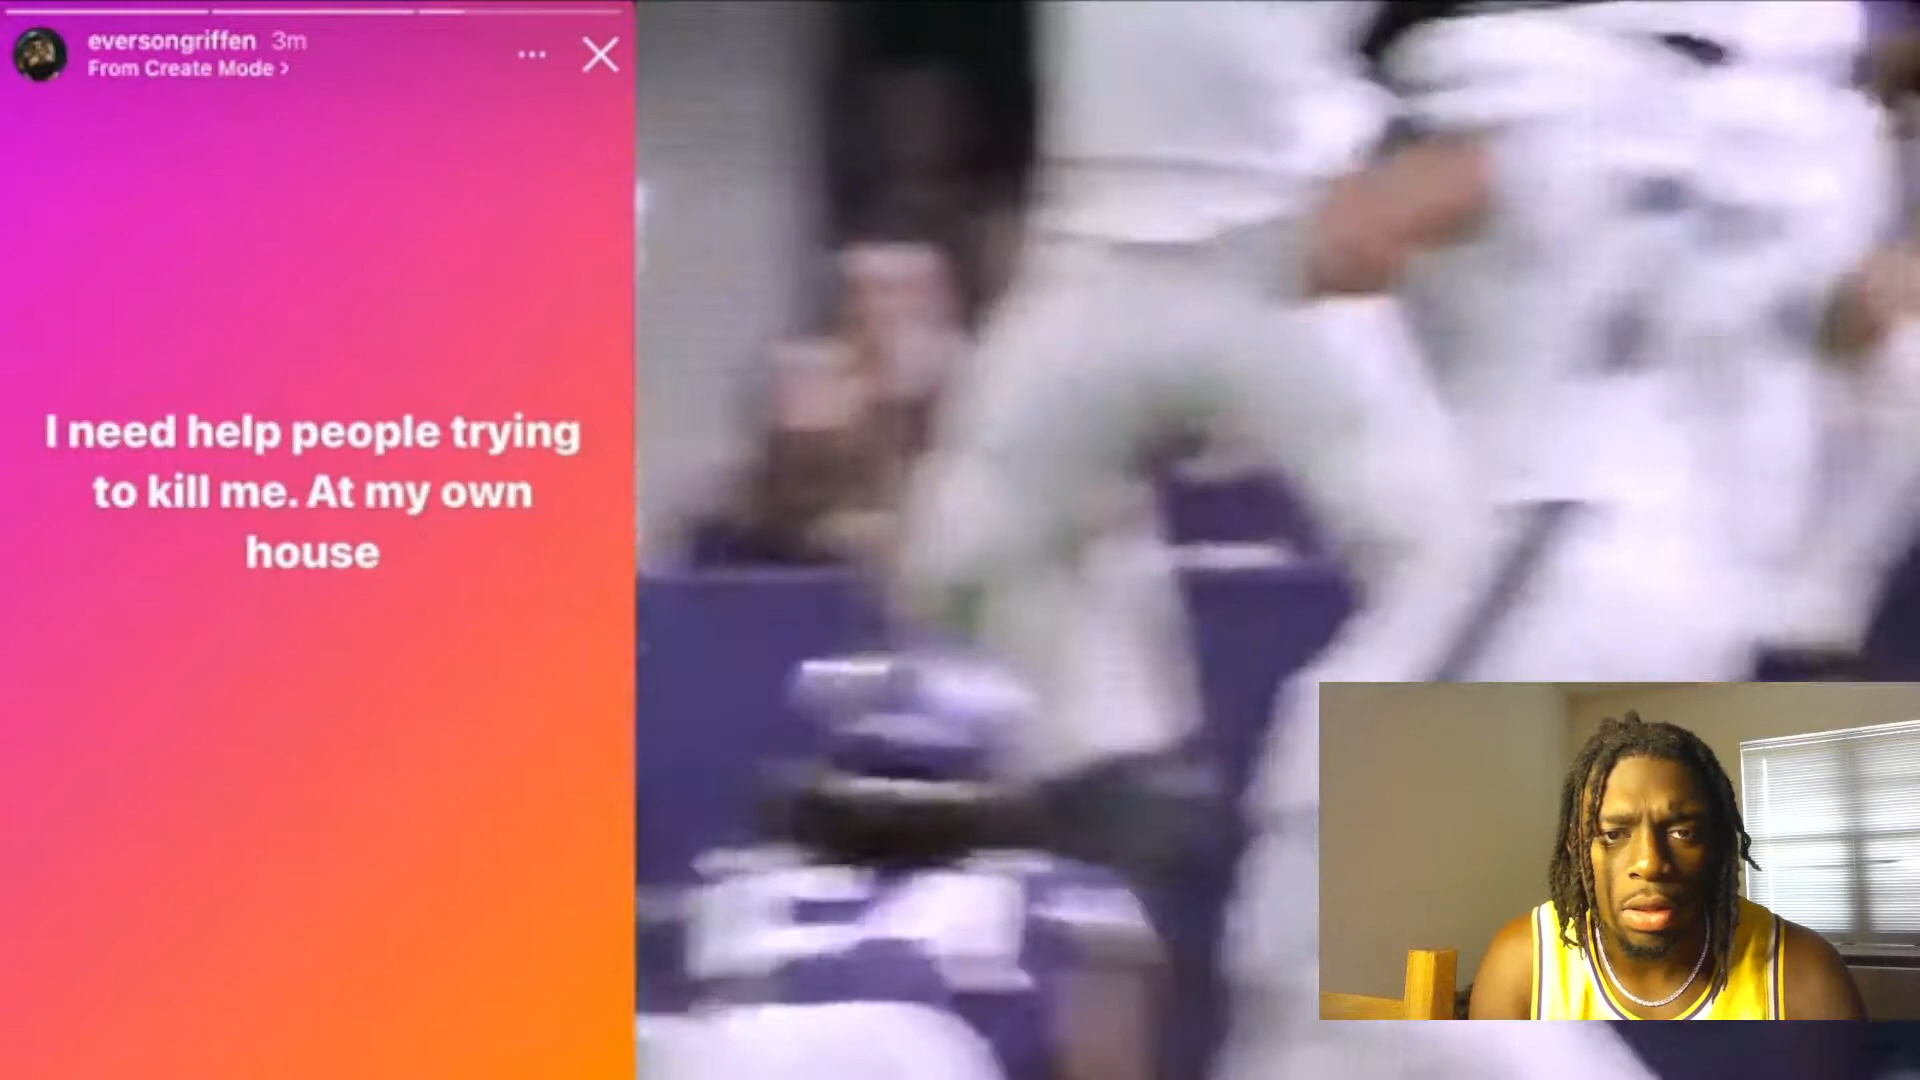 eversongriffen 3m
From Create Mode >
I need help people trying
to kill me. At my own
house